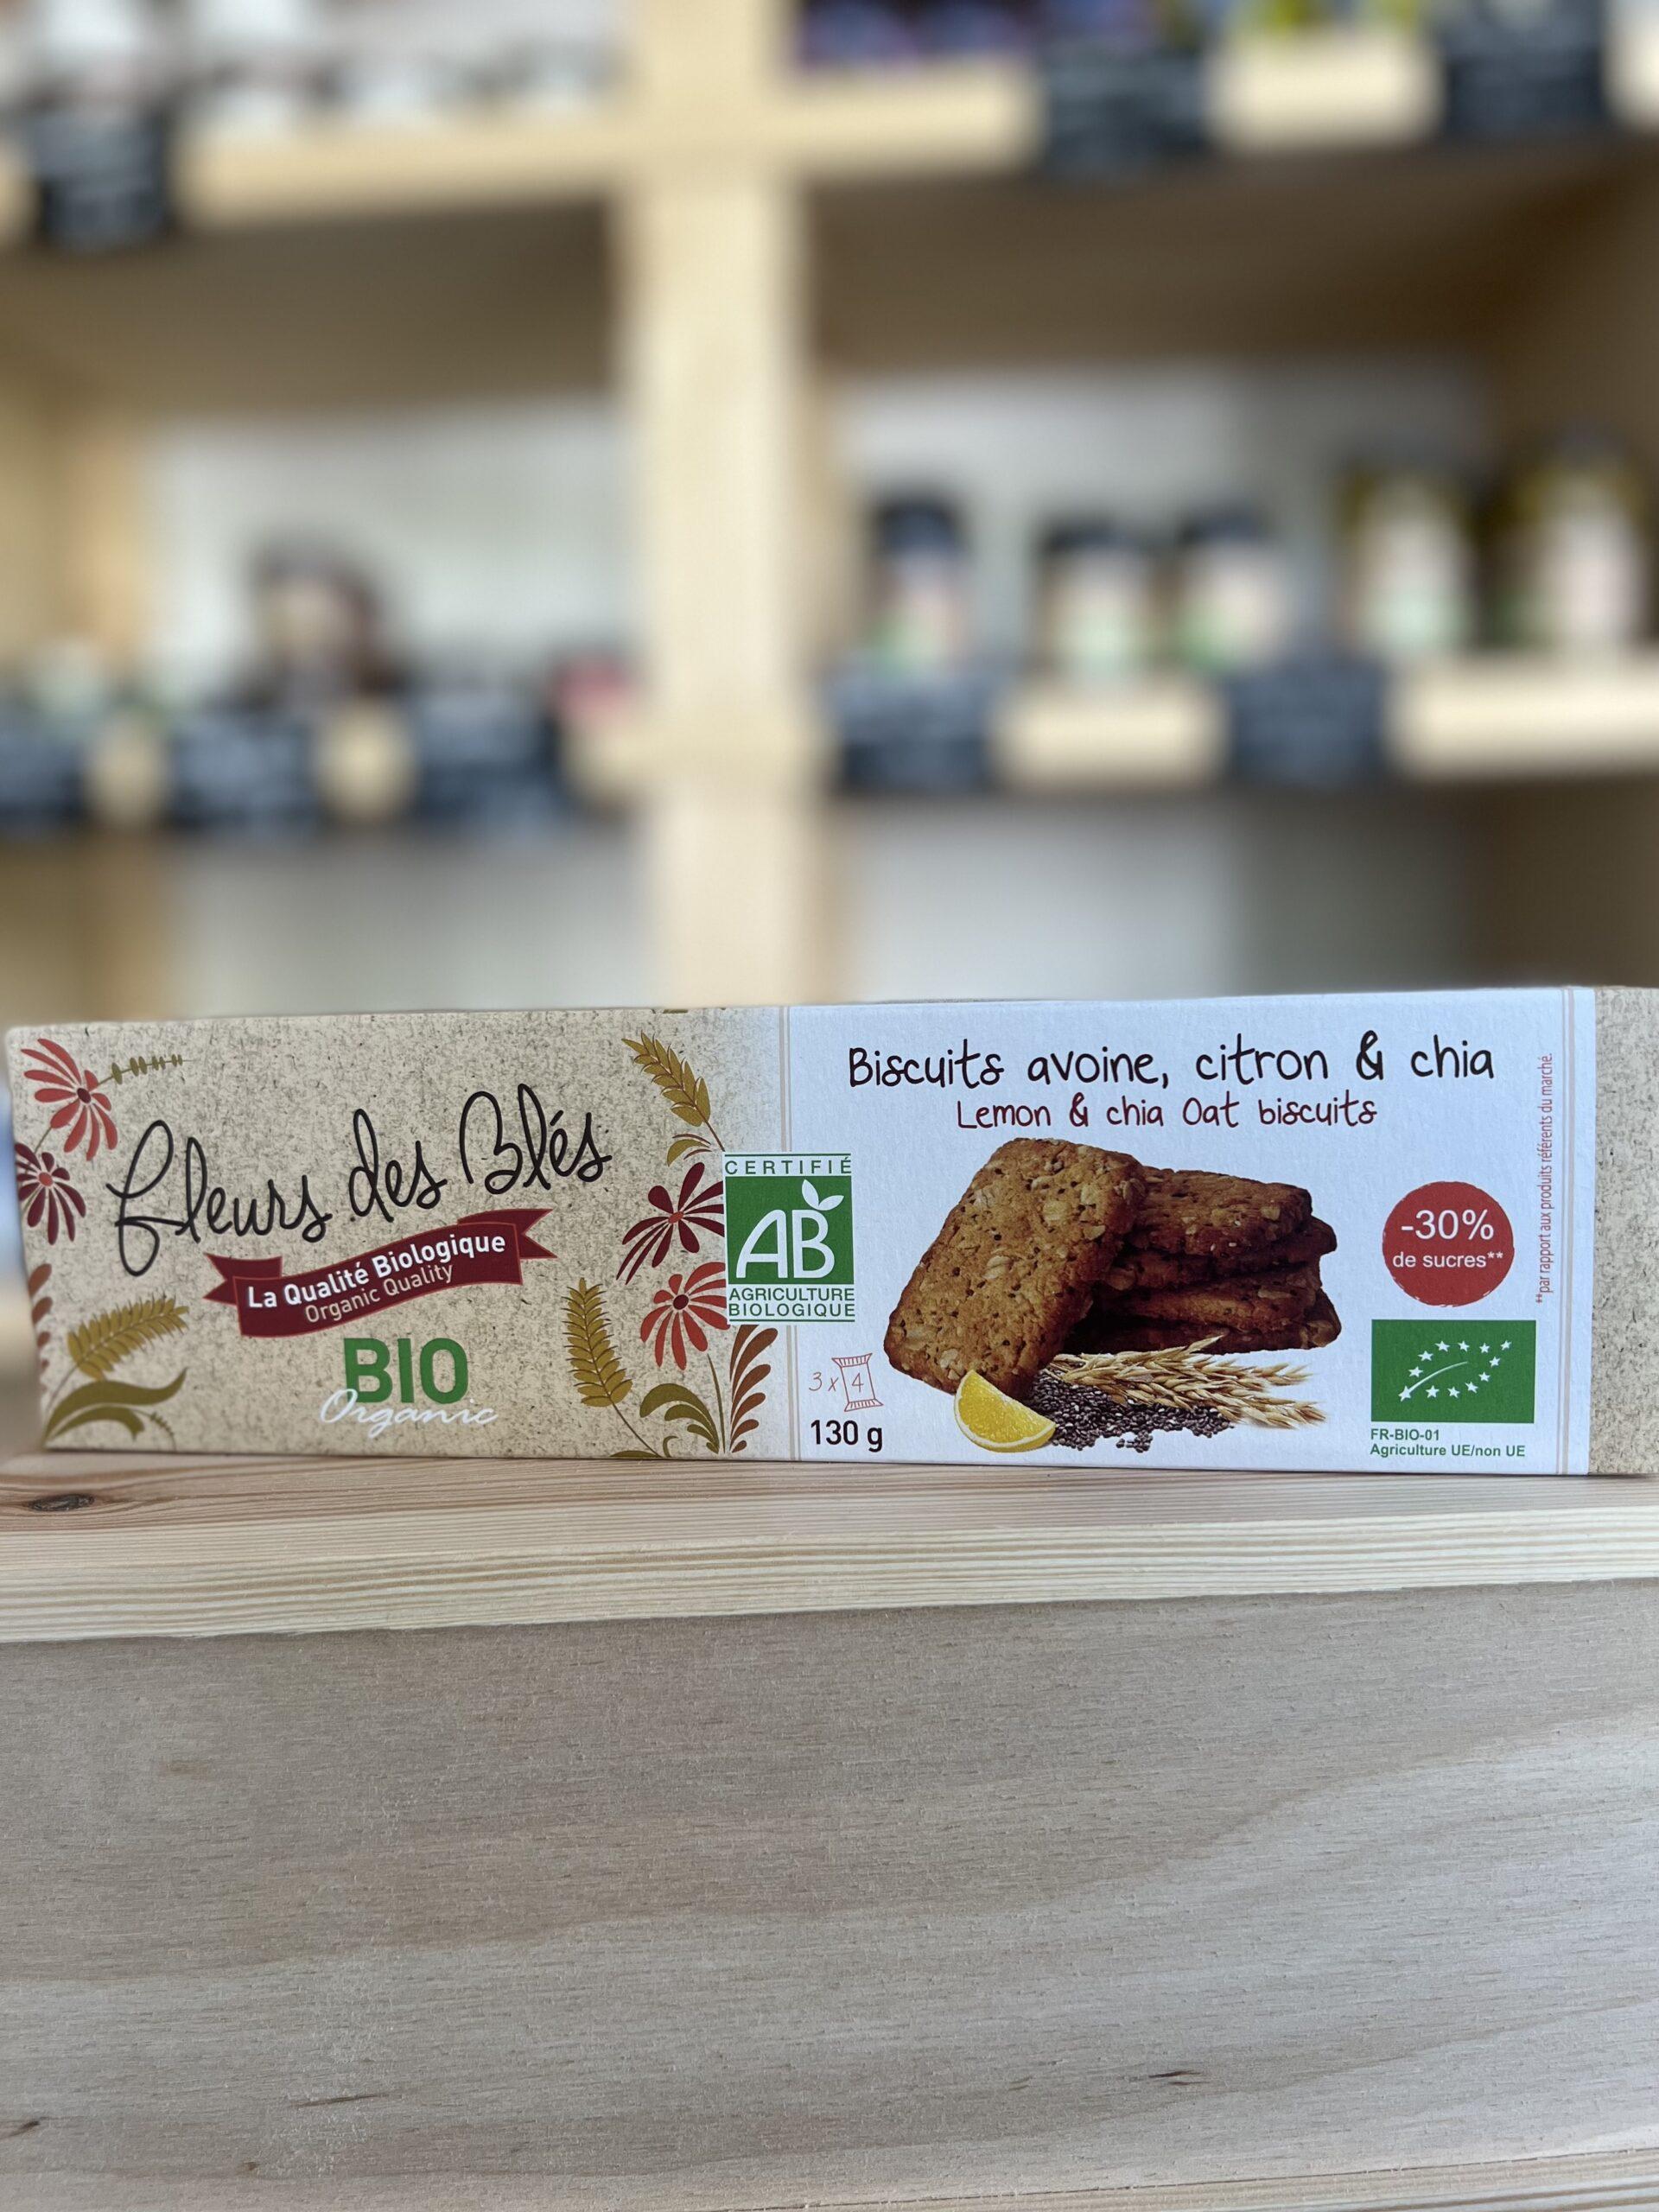 fleurs des Blés
La Qualité Biologique
Organic Quality
BIO
Organic
CERTIFIÉ
AB
AGRICULTURE
BIOLOGIQUE
3 x 4
130 g
Biscuits avoine, citron & chia
Lemon & chia Oat biscuits
-30%
de sucres**
**par rapport aux produits référents du marché.
FR-BIO-01
Agriculture UE/non UE